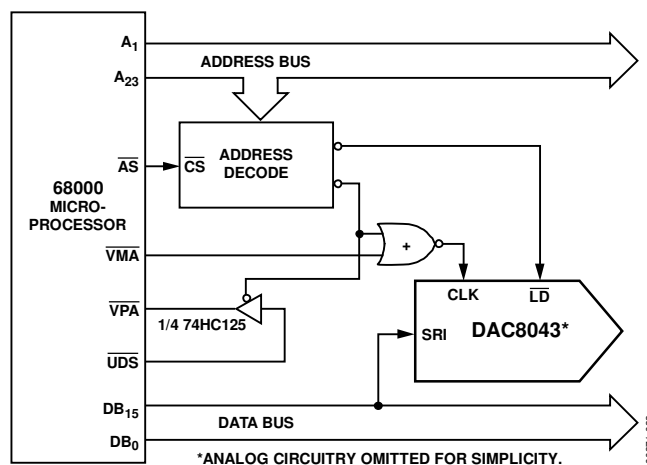 A1
ADDRESS BUS
A23
AS
CS
ADDRESS
DECODE
68000
MICRO-
PROCESSOR
VMA
+
CLK
LD
VPA
1/4 74HC125
SRI
DAC8043*
UDS
DB15
DATA BUS
DB0
*ANALOG CIRCUITRY OMITTED FOR SIMPLICITY.